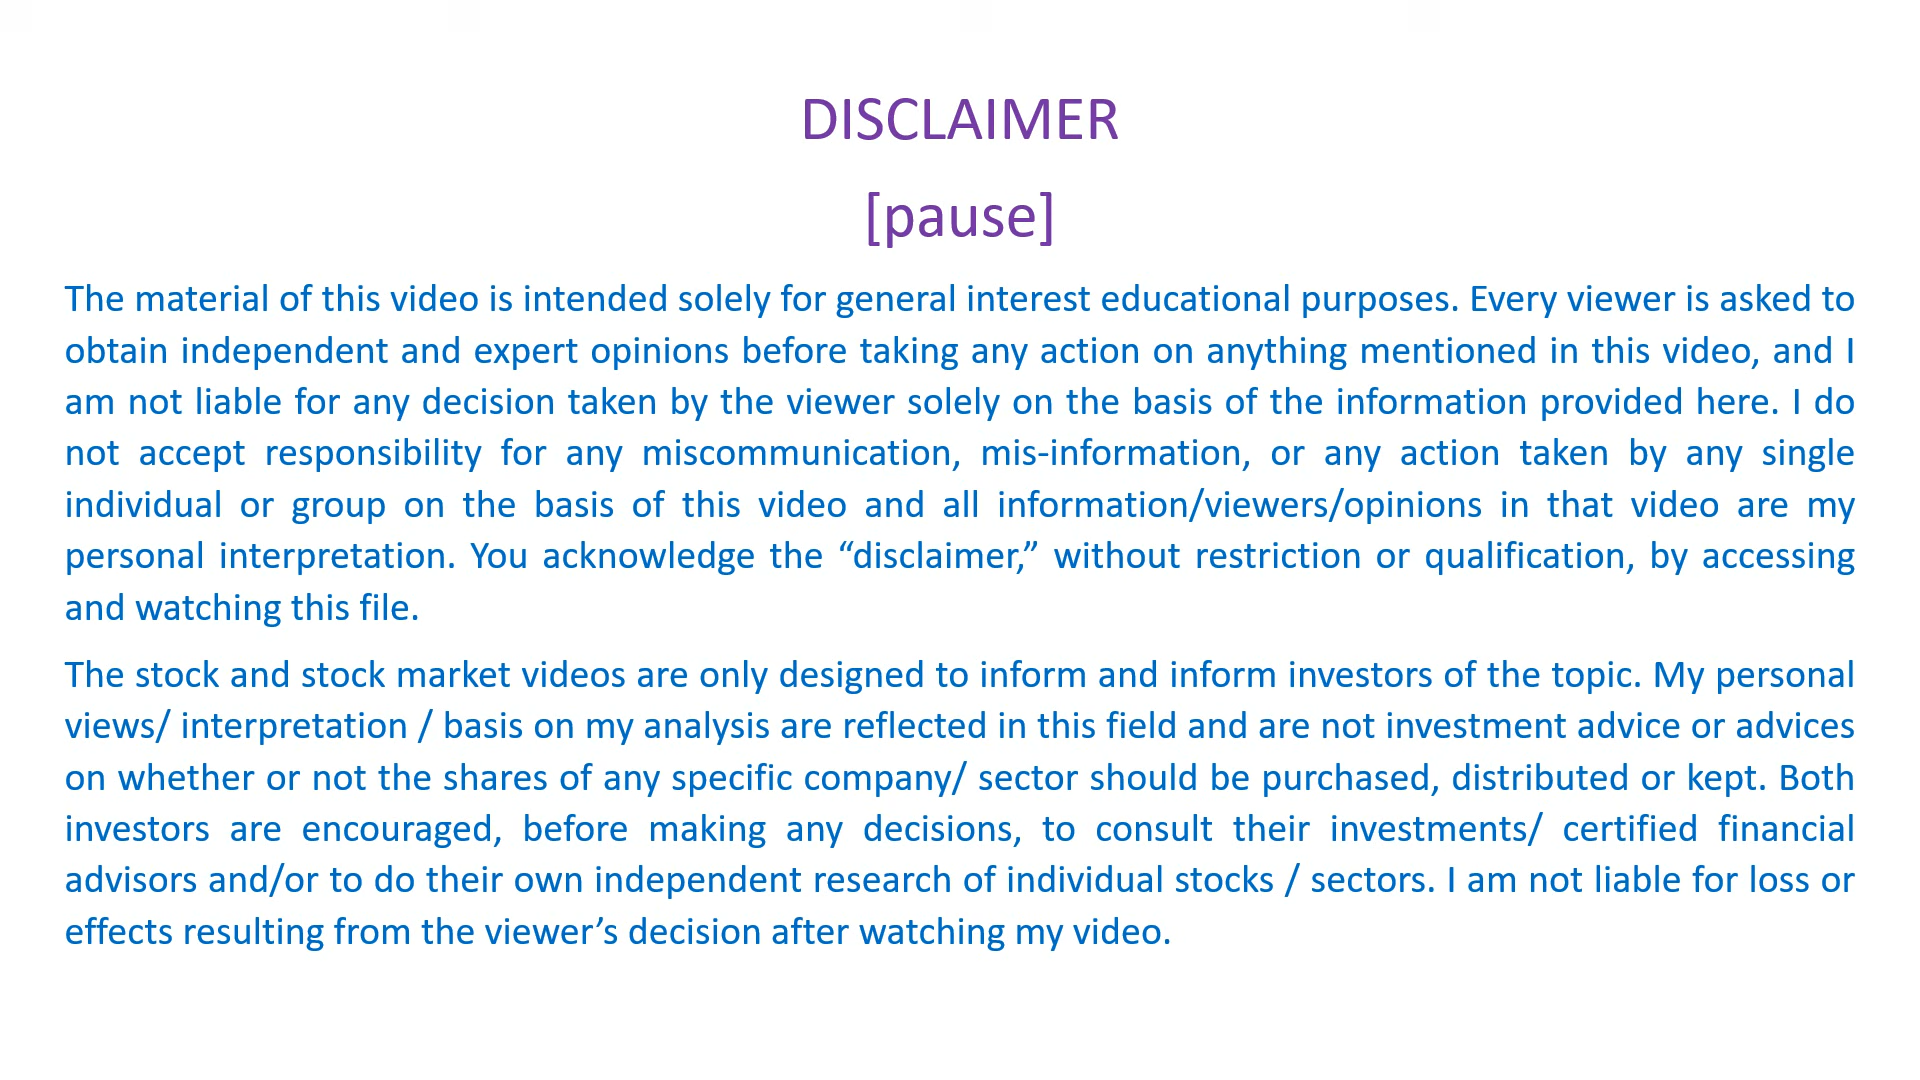 DISCLAIMER
[pause]
The material of this video is intended solely for general interest educational purposes. Every viewer is asked to
obtain independent and expert opinions before taking any action on anything mentioned in this video, and I
am not liable for any decision taken by the viewer solely on the basis of the information provided here. I do
not accept responsibility for any miscommunication, mis-information, or any action taken by any single
individual or group on the basis of this video and all information/viewers/opinions in that video are my
personal interpretation. You acknowledge the “disclaimer,” without restriction or qualification, by accessing
and watching this file.
The stock and stock market videos are only designed to inform and inform investors of the topic. My personal
views/ interpretation / basis on my analysis are reflected in this field and are not investment advice or advices
on whether or not the shares of any specific company/ sector should be purchased, distributed or kept. Both
investors are encouraged, before making any decisions, to consult their investments/ certified financial
advisors and/or to do their own independent research of individual stocks / sectors. I am not liable for loss or
effects resulting from the viewer’s decision after watching my video.